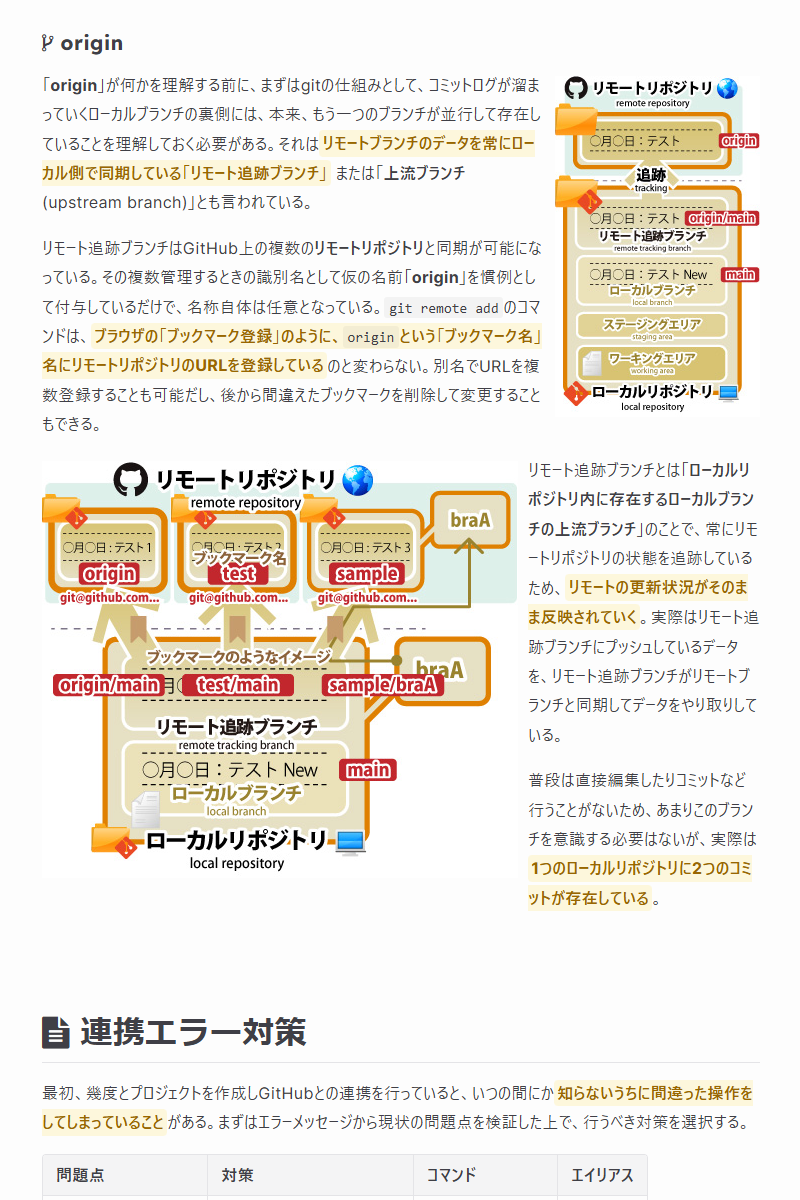 origin
「origin」が何かを理解する前に、まずはgitの仕組みとして、コミットログが溜ま
っていくローカルブランチの裏側には、本来、もう一つのブランチが並行して存在し
ていることを理解しておく必要がある。それはリモートブランチのデータを常にロー
カル側で同期している「リモート追跡ブランチ」 または「上流ブランチ
(upstream branch)」とも言われている。
リモート追跡ブランチはGitHub上の複数のリモートリポジトリと同期が可能にな
っている。その複数管理するときの識別名として仮の名前「origin」を慣例とし
て付与しているだけで、名称自体は任意となっている。 git remote add のコマ
ンドは、ブラウザの「ブックマーク登録」のように、 origin という「ブックマーク名」
名にリモートリポジトリのURLを登録している のと変わらない。別名でURLを複
数登録することも可能だし、後から間違えたブックマークを削除して変更すること
もできる。
リモートリポジトリ
remote repository
〇月〇日：テスト
origin
追跡
tracking
〇月〇日：テスト
origin/main
リモート追跡ブランチ
remote tracking branch
〇月〇日：テスト New
main
ローカルブランチ
local branch
ステージングエリア
staging area
ワーキングエリア
working area
ローカルリポジトリ
local repository
リモートリポジトリ
remote repository
braA
〇月〇日：テスト1
〇月〇日：テスト2
〇月〇日：テスト3
ブックマーク名
origin
test
sample
git@github.com...
git@github.com...
git@github.com...
ブックマークのようなイメージ
braA
origin/main
test/main
sample/braA
リモート追跡ブランチ
remote tracking branch
〇月〇日：テスト New
main
ローカルブランチ
local branch
ローカルリポジトリ
local repository
リモート追跡ブランチとは「ローカルリ
ポジトリ内に存在するローカルブラン
チの上流ブランチ」のことで、常にリモ
ートリポジトリの状態を追跡している
ため、リモートの更新状況がそのま
ま反映されていく。実際はリモート追
跡ブランチにプッシュしているデータ
を、リモート追跡ブランチがリモートブ
ランチと同期してデータをやり取りして
いる。
普段は直接編集したりコミットなど
行うことがないため、あまりこのブラン
チを意識する必要はないが、実際は
1つのローカルリポジトリに2つのコミ
ットが存在している。
連携エラー対策
最初、幾度とプロジェクトを作成しGitHubとの連携を行っていると、いつの間にか知らないうちに間違った操作を
してしまっていることがある。まずはエラーメッセージから現状の問題点を検証した上で、行うべき対策を選択する。
問題点 対策 コマンド エイリアス